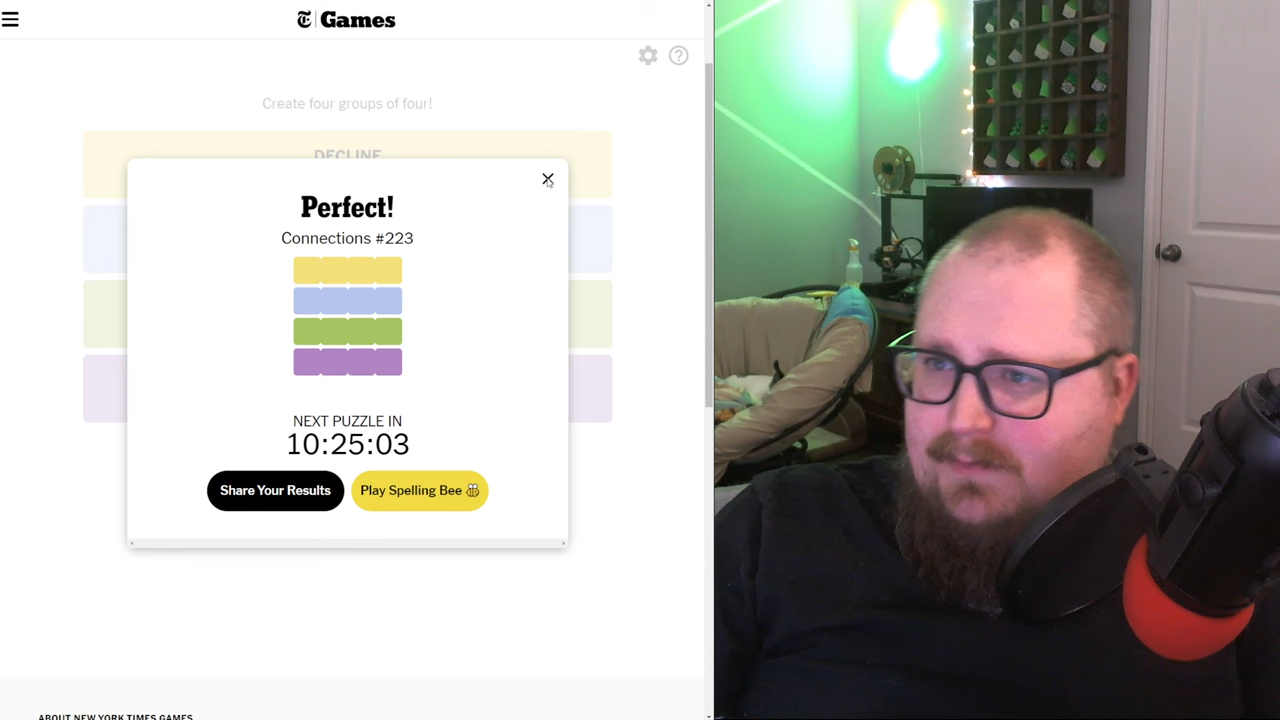 T Games
Create four groups of four!
DECLINE
Perfect!
Connections #223
NEXT PUZZLE IN
10:25:03
Share Your Results
Play Spelling Bee
ABOUT NEW YORK TIMES GAMES